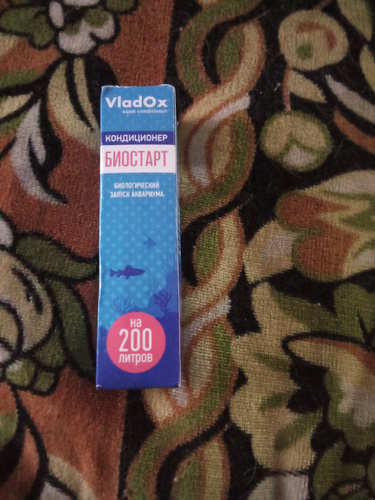 VladOx
aqua conditioner
КОНДИЦИОНЕР
БИОСТАРТ
БИОЛОГИЧЕСКИЙ
ЗАПУСК АКВАРИУМА
на
200
литров